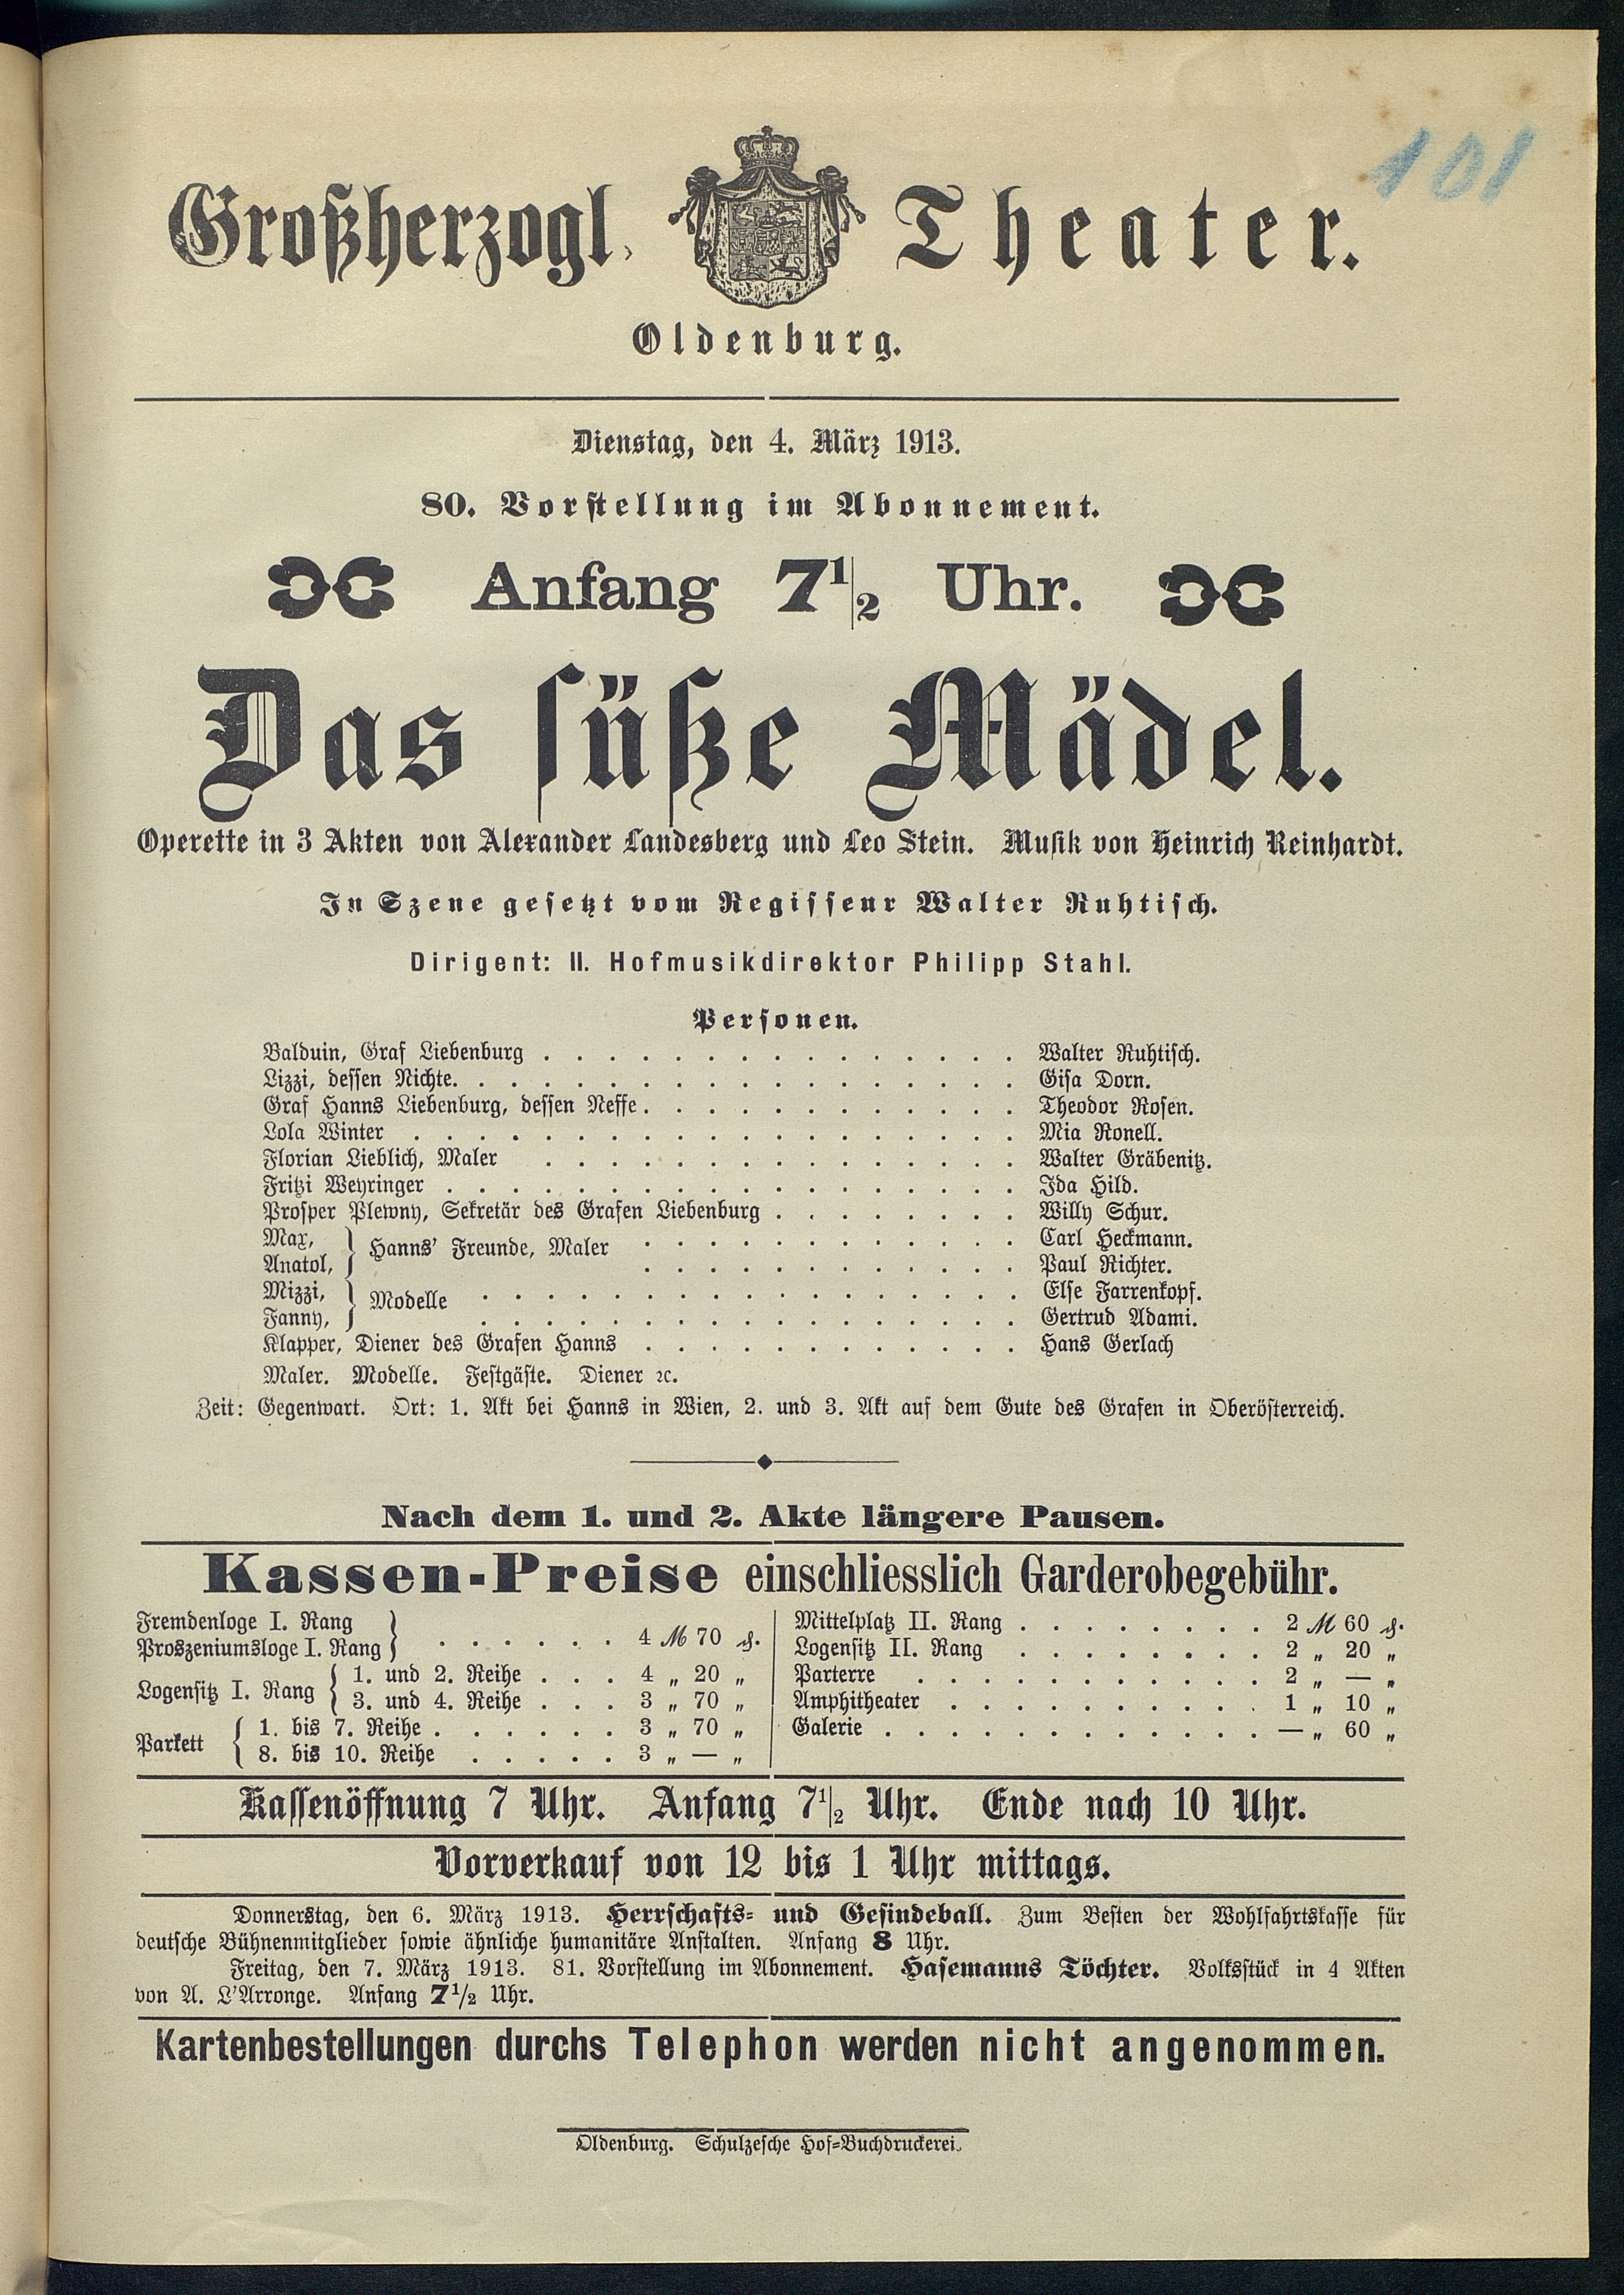 101
Großherzogl. Theater.
Oldenburg.
Dienstag, den 4. März 1913.
80. Vorstellung im Abonnement.
Anfang 7 1/2 Uhr.
Das süße Mädel.
Operette in 3 Akten von Alexander Landesberg und Leo Stein. Musik von Heinrich Reinhardt.
In Szene gesetzt vom Regisseur Walter Ruhtisch.
Dirigent: II. Hofmusikdirektor Philipp Stahl.
Personen.
Balduin, Graf Liebenburg . . . . . . . . . . . . . . . Walter Ruhtisch.
Lizzi, dessen Nichte. . . . . . . . . . . . . . . . . . Gisa Dorn.
Graf Hanns Liebenburg, dessen Neffe . . . . . . . . . . . . Theodor Rosen.
Lola Winter . . . . . . . . . . . . . . . . . . . Mia Ronell.
Florian Lieblich, Maler . . . . . . . . . . . . . . . Walter Gräbenitz.
Fritzi Weyringer . . . . . . . . . . . . . . . . . . Ida Hild.
Prosper Plewny, Sekretär des Grafen Liebenburg . . . . . . . . Willy Schur.
Max, } Hanns' Freunde, Maler . . . . . . . . . . . . Carl Heckmann.
Anatol, } . . . . . . . . . . . . Paul Richter.
Mizzi, } Modelle . . . . . . . . . . . . . . . . . Else Farrenkopf.
Fanny, } . . . . . . . . . . . . . . . . . Gertrud Adami.
Klapper, Diener des Grafen Hanns . . . . . . . . . . . . Hans Gerlach
Maler. Modelle. Festgäste. Diener ꝛc.
Zeit: Gegenwart. Ort: 1. Akt bei Hanns in Wien, 2. und 3. Akt auf dem Gute des Grafen in Oberösterreich.
Nach dem 1. und 2. Akte längere Pausen.
Kassen-Preise einschliesslich Garderobegebühr.
Fremdenloge I. Rang }
Proszeniumsloge I. Rang } . . . . . . 4 ℳ 70 ₰.
Logensitz I. Rang { 1. und 2. Reihe . . . 4 „ 20 „
3. und 4. Reihe . . . 3 „ 70 „
Parkett { 1. bis 7. Reihe . . . . . . 3 „ 70 „
8. bis 10. Reihe . . . . . 3 „ — „
Mittelplatz II. Rang . . . . . . . . 2 ℳ 60 ₰.
Logensitz II. Rang . . . . . . . . 2 „ 20 „
Parterre . . . . . . . . . . . 2 „ — „
Amphitheater . . . . . . . . . . 1 „ 10 „
Galerie . . . . . . . . . . . . — „ 60 „
Kassenöffnung 7 Uhr. Anfang 7 1/2 Uhr. Ende nach 10 Uhr.
Vorverkauf von 12 bis 1 Uhr mittags.
Donnerstag, den 6. März 1913. Herrschafts- und Gesindeball. Zum Besten der Wohlfahrtskasse für
deutsche Bühnenmitglieder sowie ähnliche humanitäre Anstalten. Anfang 8 Uhr.
Freitag, den 7. März 1913. 81. Vorstellung im Abonnement. Hasemanns Töchter. Volksstück in 4 Akten
von A. L'Arronge. Anfang 7 1/2 Uhr.
Kartenbestellungen durchs Telephon werden nicht angenommen.
Oldenburg. Schulzesche Hof-Buchdruckerei.